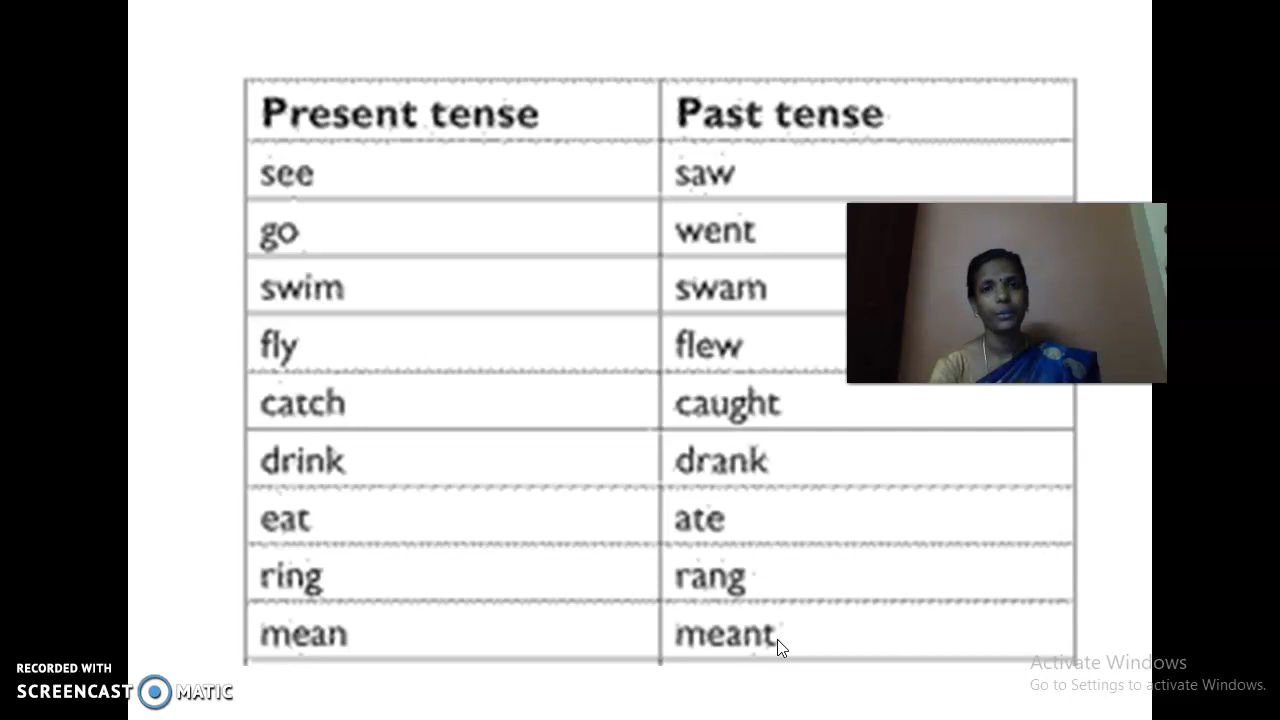 Present tense Past tense
see saw
go went
swim swam
fly flew
catch caught
drink drank
eat ate
ring rang
mean meant
RECORDED WITH
SCREENCAST MATIC
Activate Windows
Go to Settings to activate Windows.